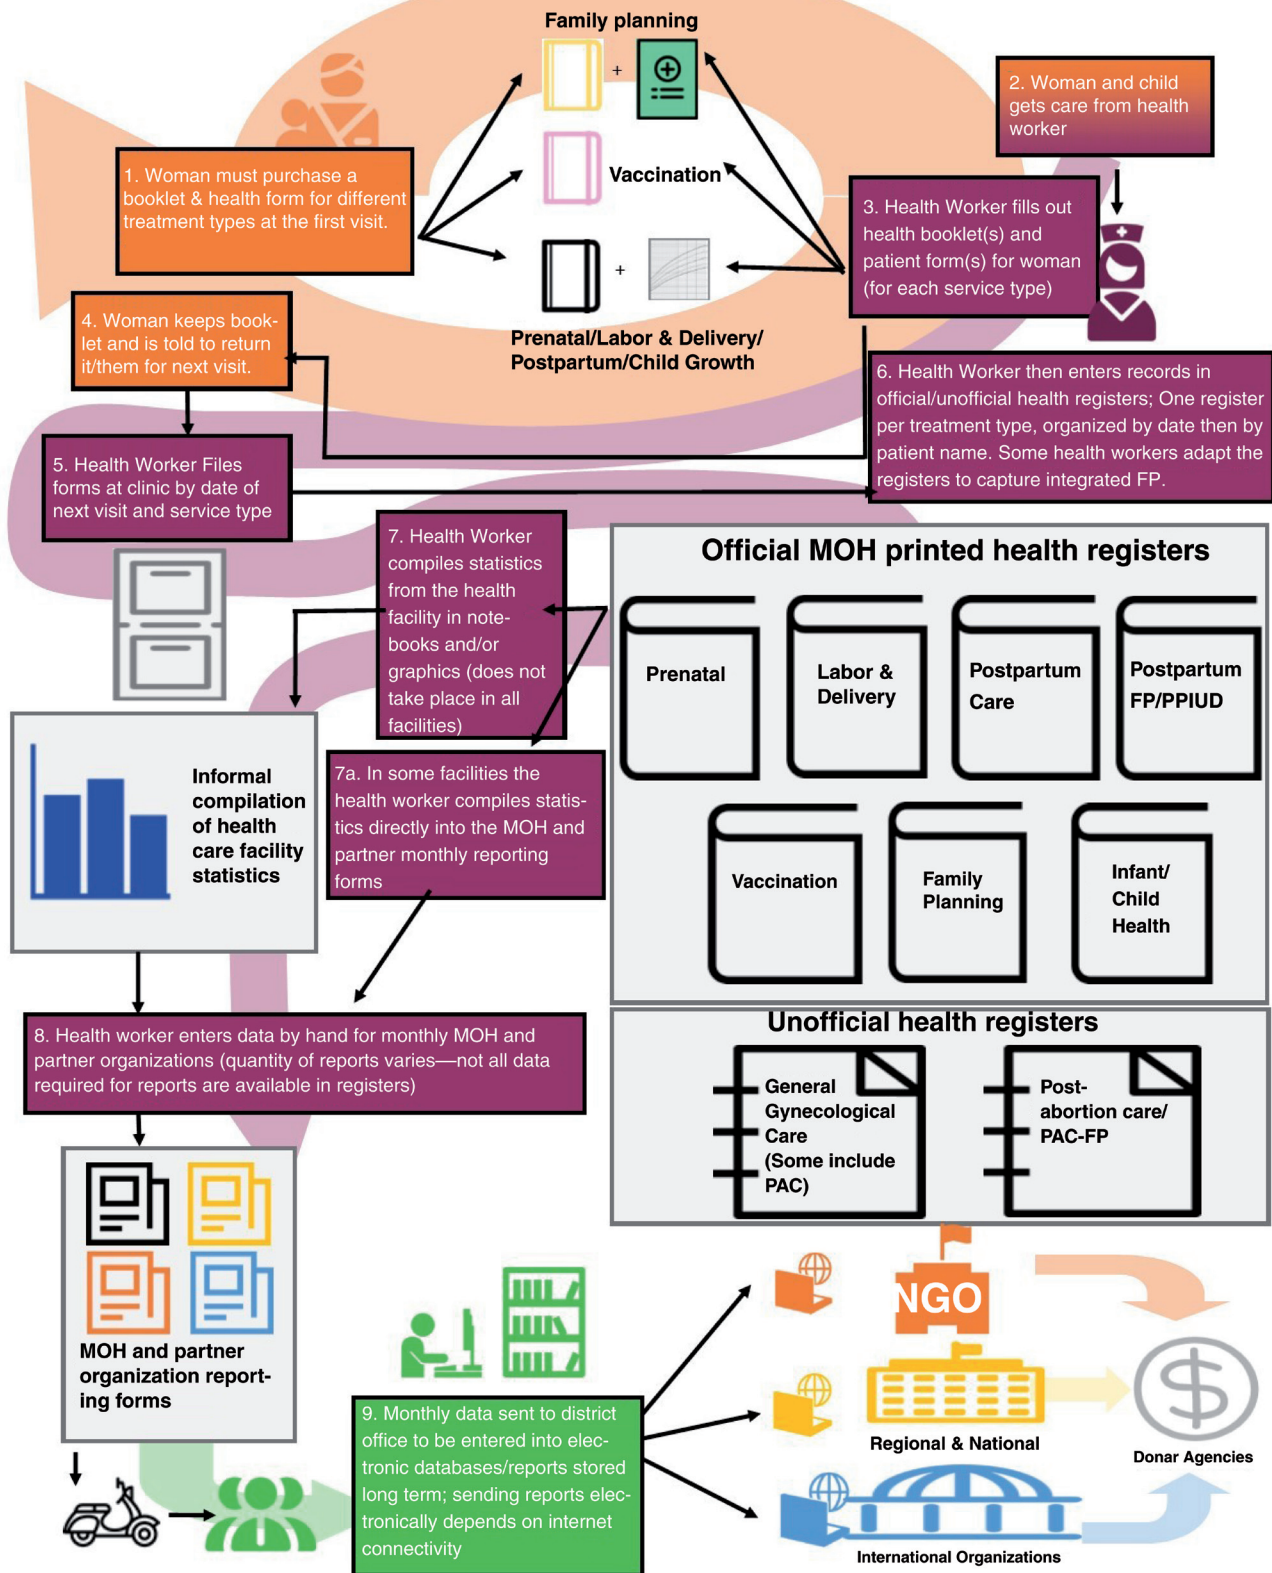 Family planning
+
2. Woman and child
gets care from health
worker
1. Woman must purchase a
booklet & health form for different
treatment types at the first visit.
Vaccination
3. Health Worker fills out
health booklet(s) and
patient form(s) for woman
(for each service type)
+
Prenatal/Labor & Delivery/
Postpartum/Child Growth
4. Woman keeps book-
let and is told to return
it/them for next visit.
6. Health Worker then enters records in
official/unofficial health registers; One register
per treatment type, organized by date then by
patient name. Some health workers adapt the
registers to capture integrated FP.
5. Health Worker Files
forms at clinic by date of
next visit and service type
7. Health Worker
compiles statistics
from the health
facility in note-
books and/or
graphics (does not
take place in all
facilities)
Official MOH printed health registers
Prenatal
Labor &
Delivery
Postpartum
Care
Postpartum
FP/PPIUD
Vaccination
Family
Planning
Infant/
Child
Health
Informal
compilation
of health
care facility
statistics
7a. In some facilities the
health worker compiles statis-
tics directly into the MOH and
partner monthly reporting
forms
8. Health worker enters data by hand for monthly MOH and
partner organizations (quantity of reports varies—not all data
required for reports are available in registers)
Unofficial health registers
General
Gynecological
Care
(Some include
PAC)
Post-
abortion care/
PAC-FP
MOH and partner
organization report-
ing forms
9. Monthly data sent to district
office to be entered into elec-
tronic databases/reports stored
long term; sending reports elec-
tronically depends on internet
connectivity
NGO
Regional & National
International Organizations
$
Donar Agencies